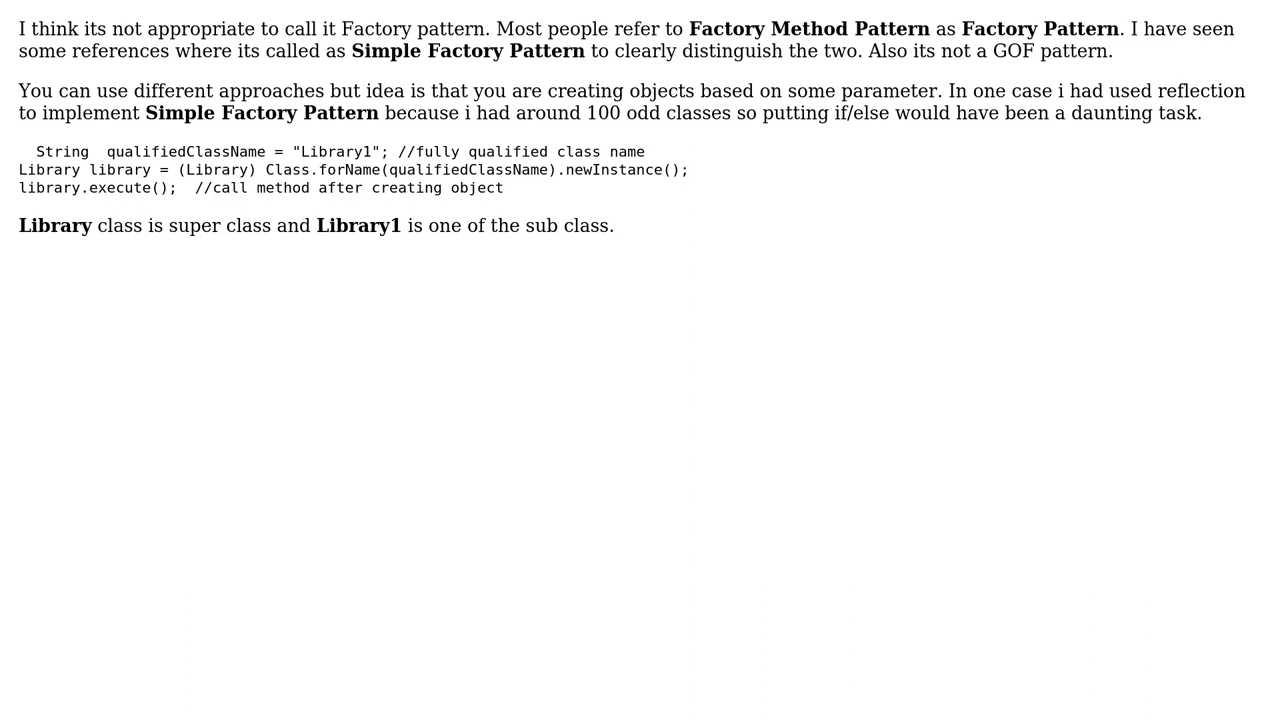 I think its not appropriate to call it Factory pattern. Most people refer to Factory Method Pattern as Factory Pattern. I have seen
some references where its called as Simple Factory Pattern to clearly distinguish the two. Also its not a GOF pattern.
You can use different approaches but idea is that you are creating objects based on some parameter. In one case i had used reflection
to implement Simple Factory Pattern because i had around 100 odd classes so putting if/else would have been a daunting task.
  String  qualifiedClassName = "Library1"; //fully qualified class name
Library library = (Library) Class.forName(qualifiedClassName).newInstance();
library.execute();  //call method after creating object
Library class is super class and Library1 is one of the sub class.